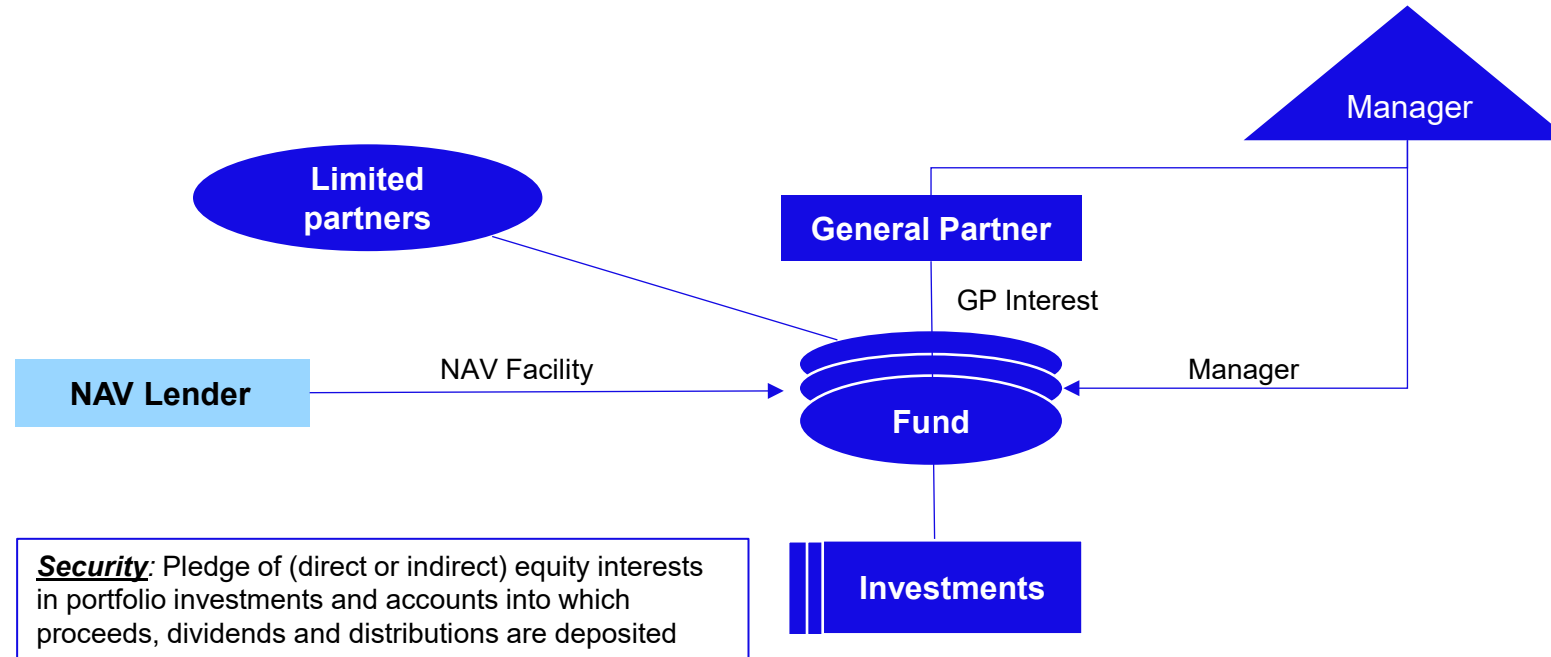 Manager
Limited
partners
General Partner
GP Interest
NAV Lender
NAV Facility
Manager
Fund
Security: Pledge of (direct or indirect) equity interests
in portfolio investments and accounts into which
proceeds, dividends and distributions are deposited
Investments